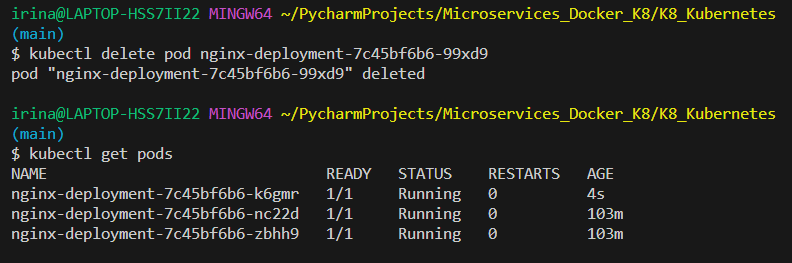 irina@LAPTOP-HSS7II22 MINGW64 ~/PycharmProjects/Microservices_Docker_K8/K8_Kubernetes
(main)
$ kubectl delete pod nginx-deployment-7c45bf6b6-99xd9
pod "nginx-deployment-7c45bf6b6-99xd9" deleted
irina@LAPTOP-HSS7II22 MINGW64 ~/PycharmProjects/Microservices_Docker_K8/K8_Kubernetes
(main)
$ kubectl get pods
NAME READY STATUS RESTARTS AGE
nginx-deployment-7c45bf6b6-k6gmr 1/1 Running 0 4s
nginx-deployment-7c45bf6b6-nc22d 1/1 Running 0 103m
nginx-deployment-7c45bf6b6-zbhh9 1/1 Running 0 103m